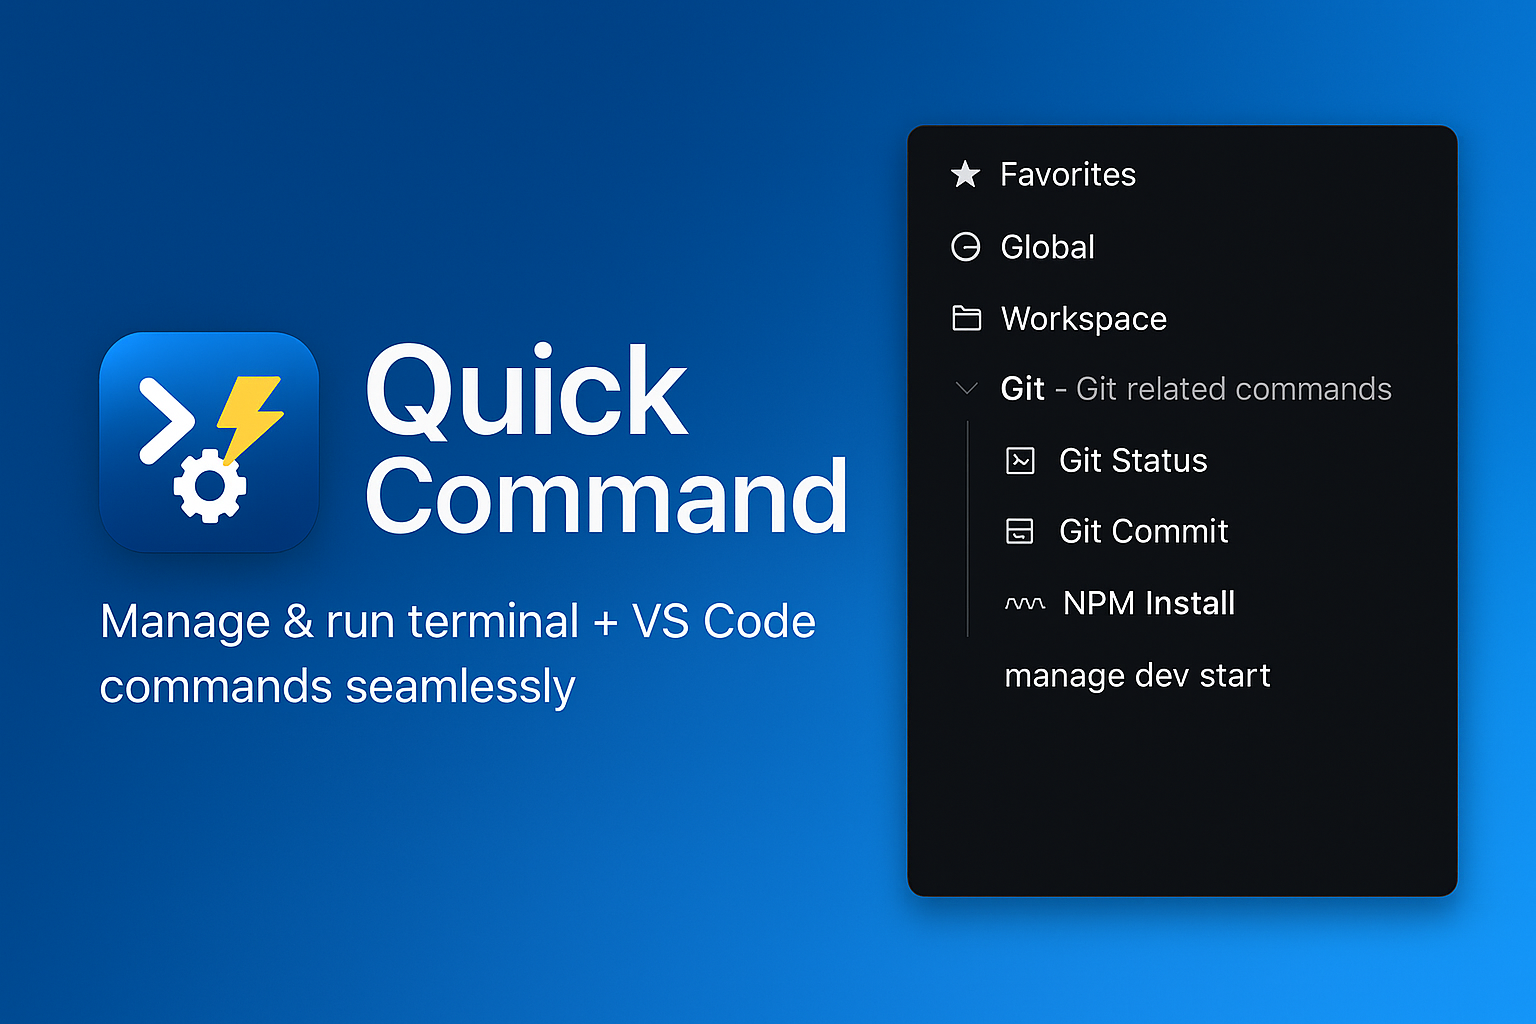 Quick
Command
Manage & run terminal + VS Code
commands seamlessly
Favorites
Global
Workspace
Git - Git related commands
Git Status
Git Commit
NPM Install
manage dev start